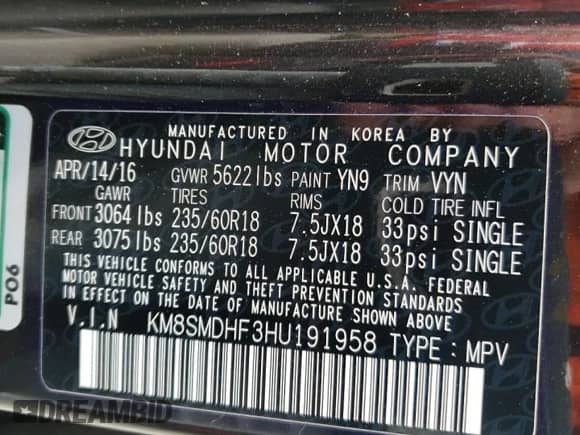 MANUFACTURED IN KOREA BY
HYUNDAI MOTOR COMPANY
APR/14/16 GVWR 5622lbs PAINT YN9 TRIM VYN
GAWR TIRES RIMS COLD TIRE INFL
FRONT 3064lbs 235/60R18 7.5JX18 33psi SINGLE
REAR 3075lbs 235/60R18 7.5JX18 33psi SINGLE
THIS VEHICLE CONFORMS TO ALL APPLICABLE U.S.A. FEDERAL
MOTOR VEHICLE SAFETY AND THEFT PREVENTION STANDARDS
IN EFFECT ON THE DATE OF MANUFACTURE SHOWN ABOVE
V.I.N KM8SMDHF3HU191958 TYPE : MPV
P06
DREAMBID